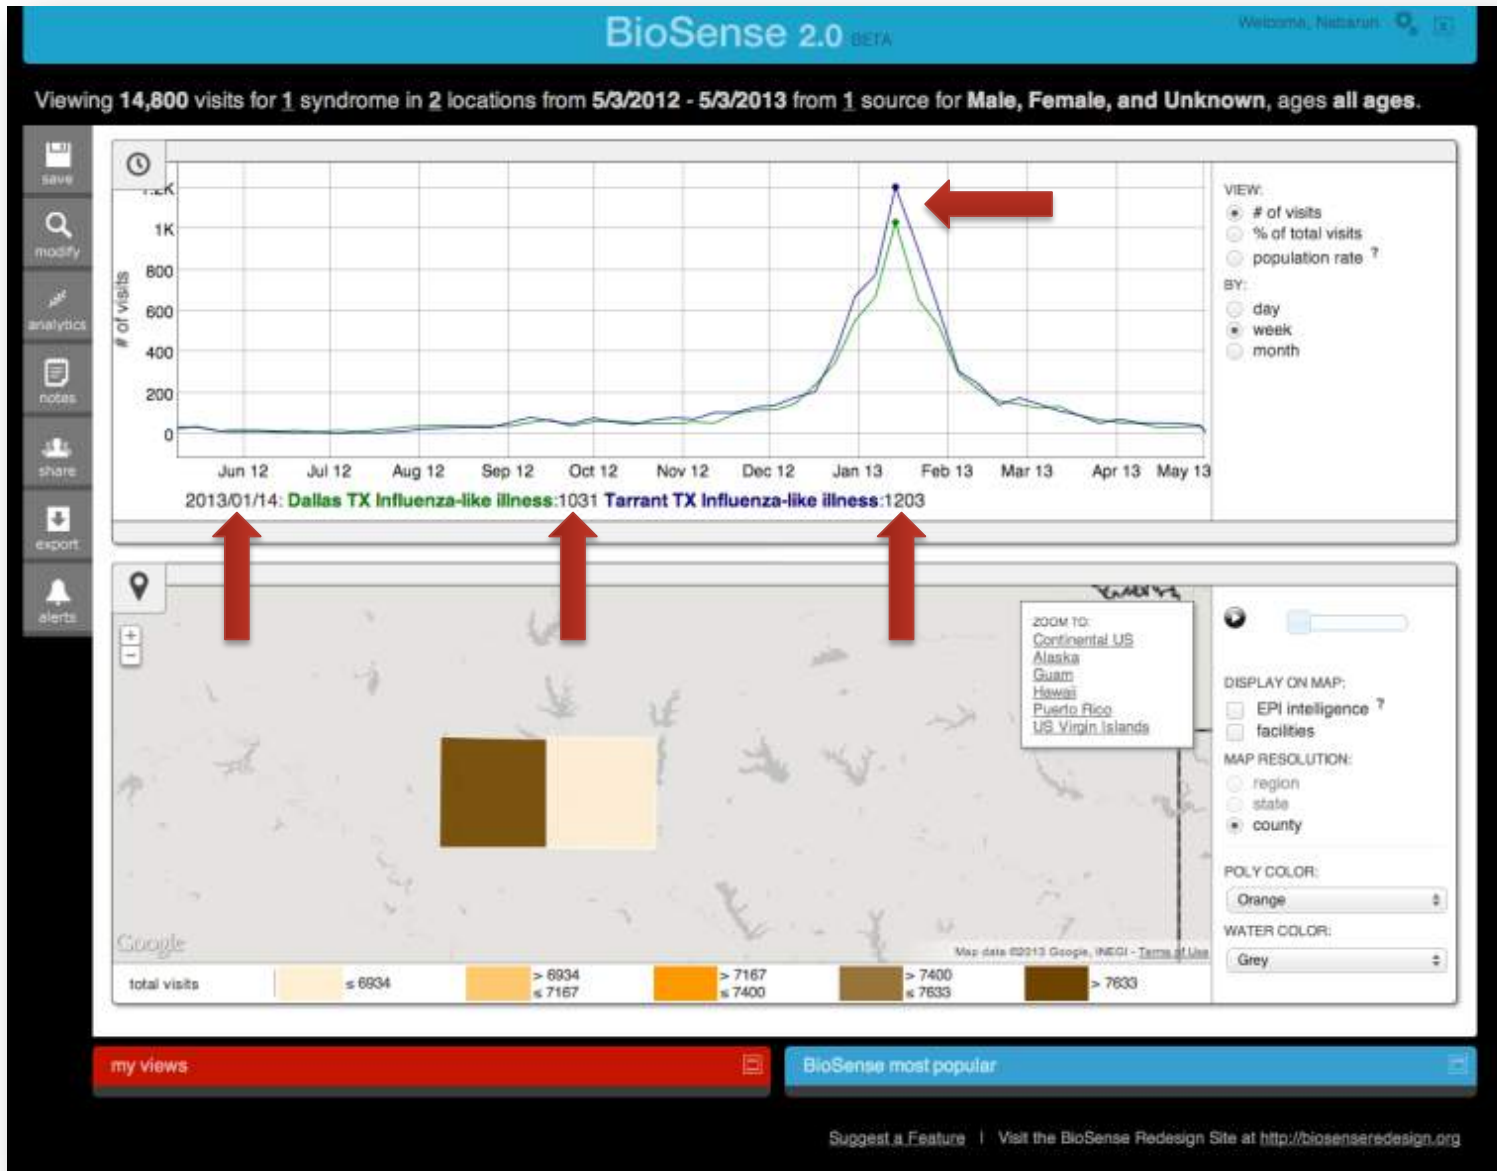 BioSense 2.0 BETA
Welcome, Nabarun
Viewing 14,800 visits for 1 syndrome in 2 locations from 5/3/2012 - 5/3/2013 from 1 source for Male, Female, and Unknown, ages all ages.
save
modify
analytics
notes
share
export
alerts
# of visits
1.2K
1K
800
600
400
200
0
Jun 12 Jul 12 Aug 12 Sep 12 Oct 12 Nov 12 Dec 12 Jan 13 Feb 13 Mar 13 Apr 13 May 13
2013/01/14: Dallas TX Influenza-like illness:1031 Tarrant TX Influenza-like illness:1203
VIEW:
# of visits
% of total visits
population rate ?
BY:
day
week
month
+
−
ZOOM TO:
Continental US
Alaska
Guam
Hawaii
Puerto Rico
US Virgin Islands
Google
Map data ©2013 Google, INEGI - Terms of Use
DISPLAY ON MAP:
EPI intelligence ?
facilities
MAP RESOLUTION:
region
state
county
POLY COLOR:
Orange
WATER COLOR:
Grey
total visits
≤ 6934
> 6934
≤ 7167
> 7167
≤ 7400
> 7400
≤ 7633
> 7633
my views
BioSense most popular
Suggest a Feature | Visit the BioSense Redesign Site at http://biosenseredesign.org